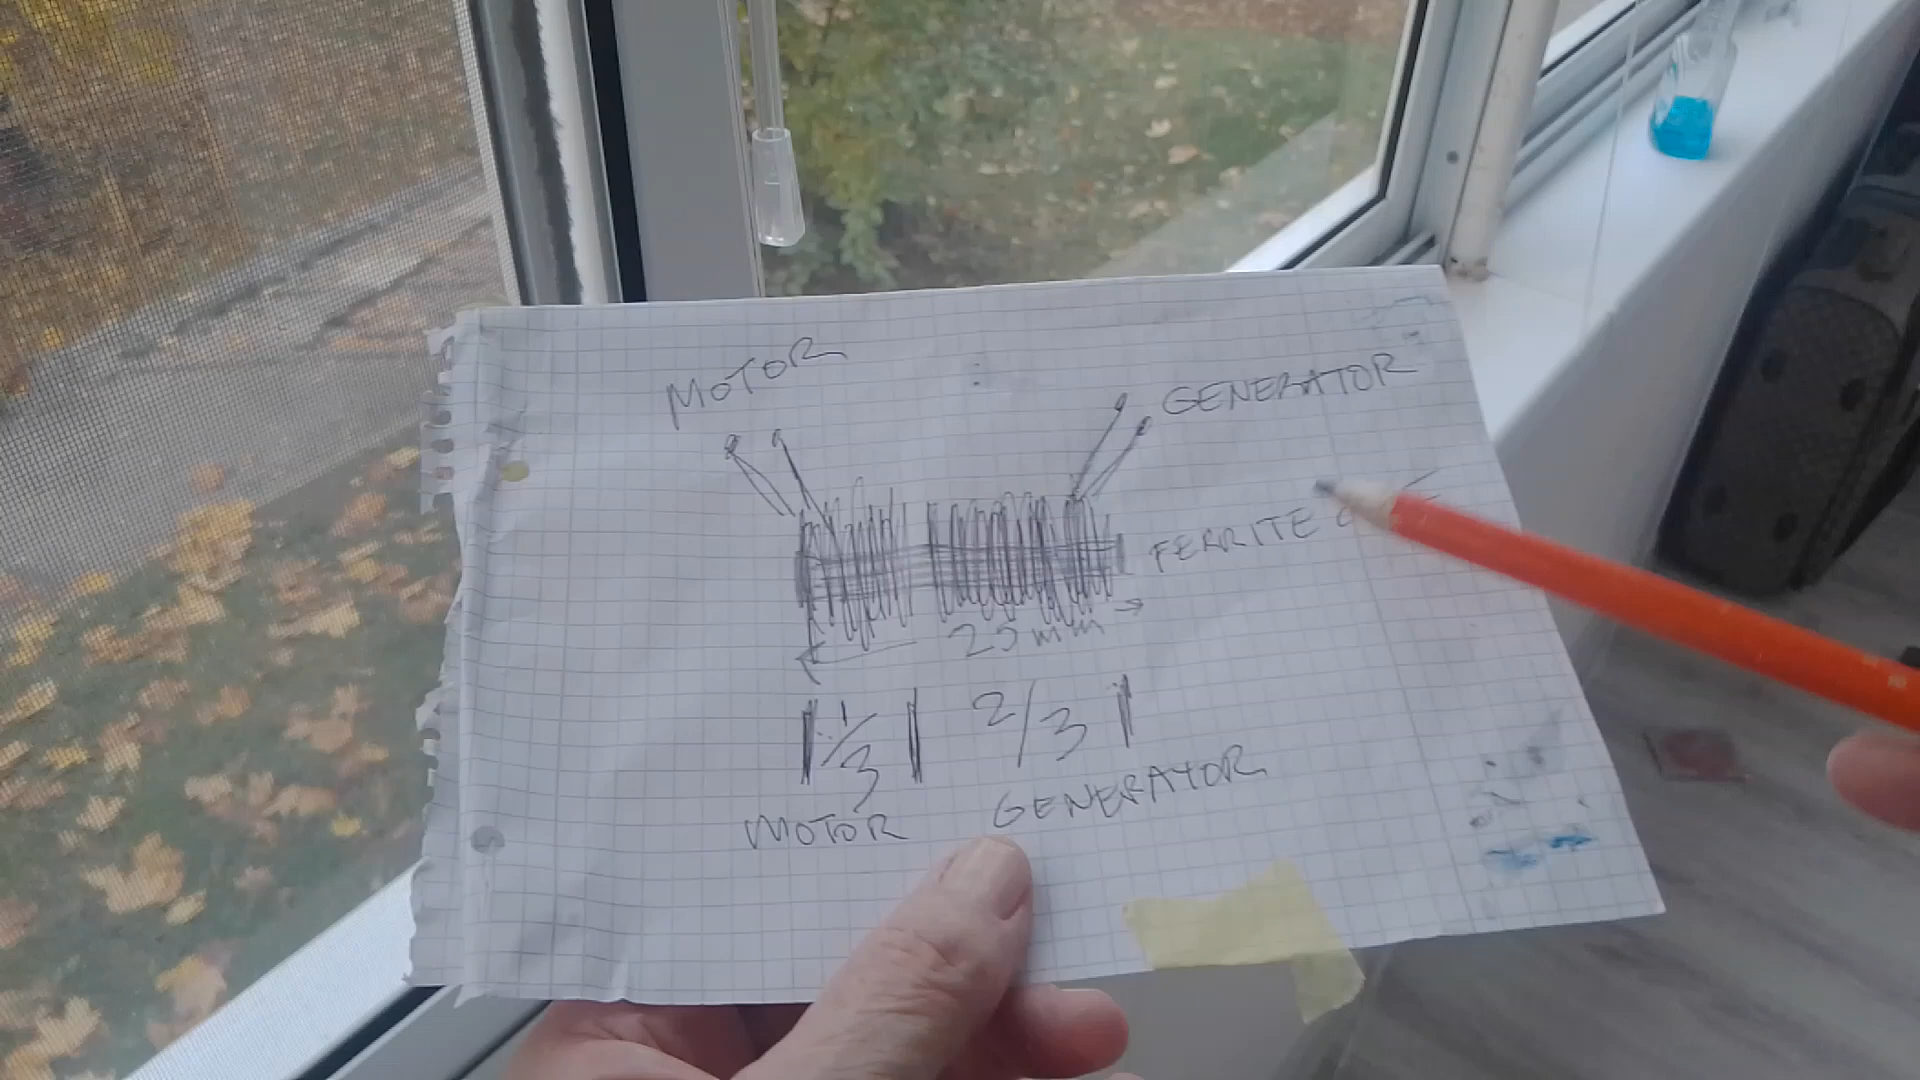 MOTOR
GENERATOR
FERRITE
25 mm
1/3 2/3
MOTOR GENERATOR